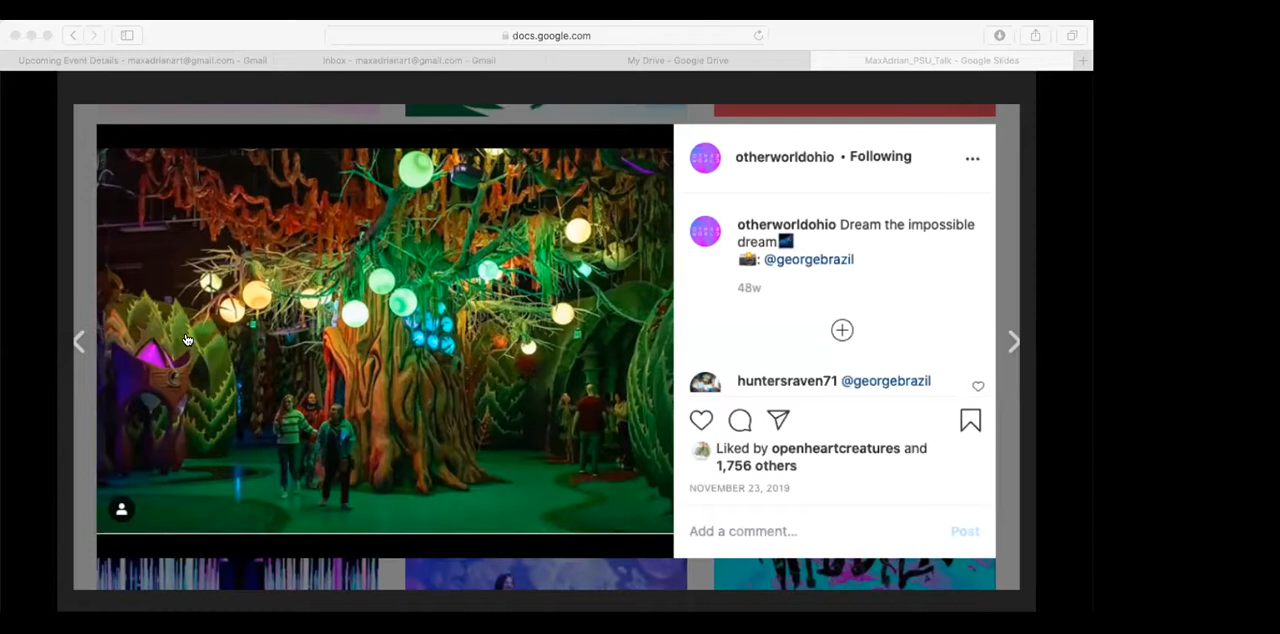 docs.google.com
Upcoming Event Details - maxadrianart@gmail.com - Gmail
Inbox - maxadrianart@gmail.com - Gmail
My Drive - Google Drive
MaxAdrian_PSU_Talk - Google Slides
otherworldohio • Following
otherworldohio Dream the impossible
dream
: @georgebrazil
48w
huntersraven71 @georgebrazil
Liked by openheartcreatures and
1,756 others
NOVEMBER 23, 2019
Add a comment...
Post